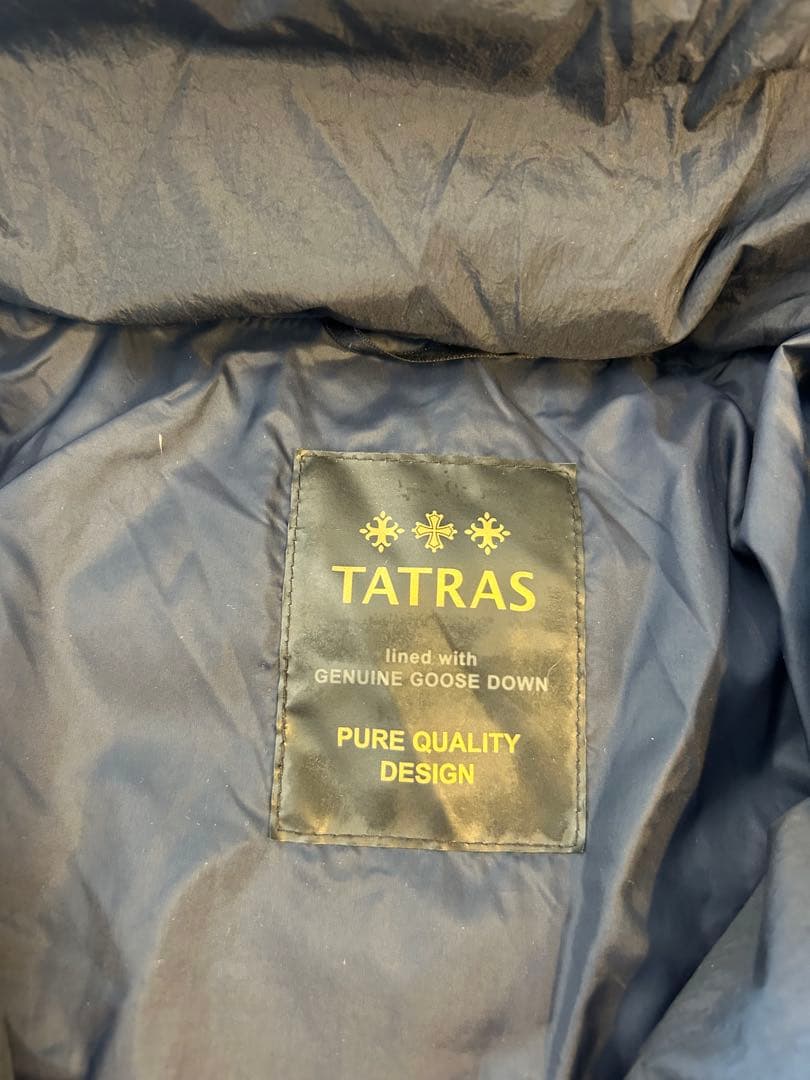 TATRAS
lined with
GENUINE GOOSE DOWN
PURE QUALITY
DESIGN